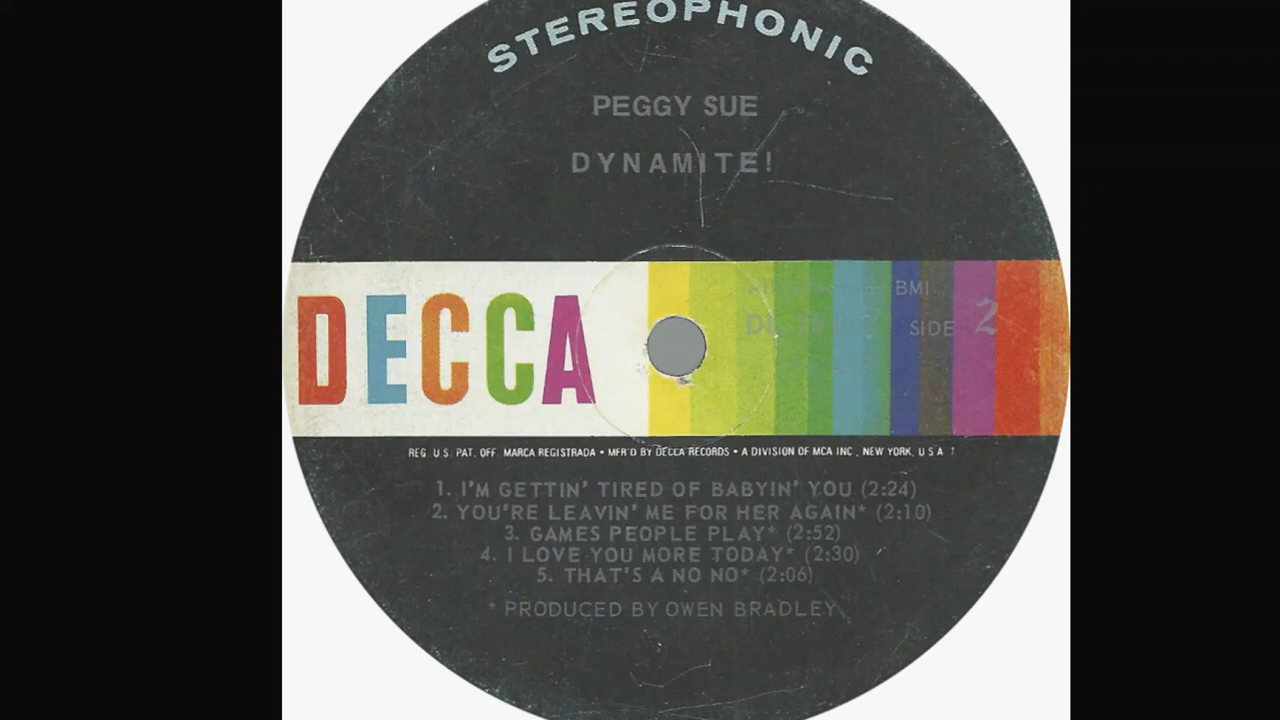 STEREOPHONIC
PEGGY SUE
DYNAMITE!
DECCA
BMI
DL 75
SIDE 2
REG. U.S. PAT. OFF. MARCA REGISTRADA • MFR'D BY DECCA RECORDS • A DIVISION OF MCA INC., NEW YORK, U.S.A.
1. I'M GETTIN' TIRED OF BABYIN' YOU (2:24)
2. YOU'RE LEAVIN' ME FOR HER AGAIN* (2:10)
3. GAMES PEOPLE PLAY* (2:52)
4. I LOVE YOU MORE TODAY* (2:30)
5. THAT'S A NO NO* (2:06)
* PRODUCED BY OWEN BRADLEY